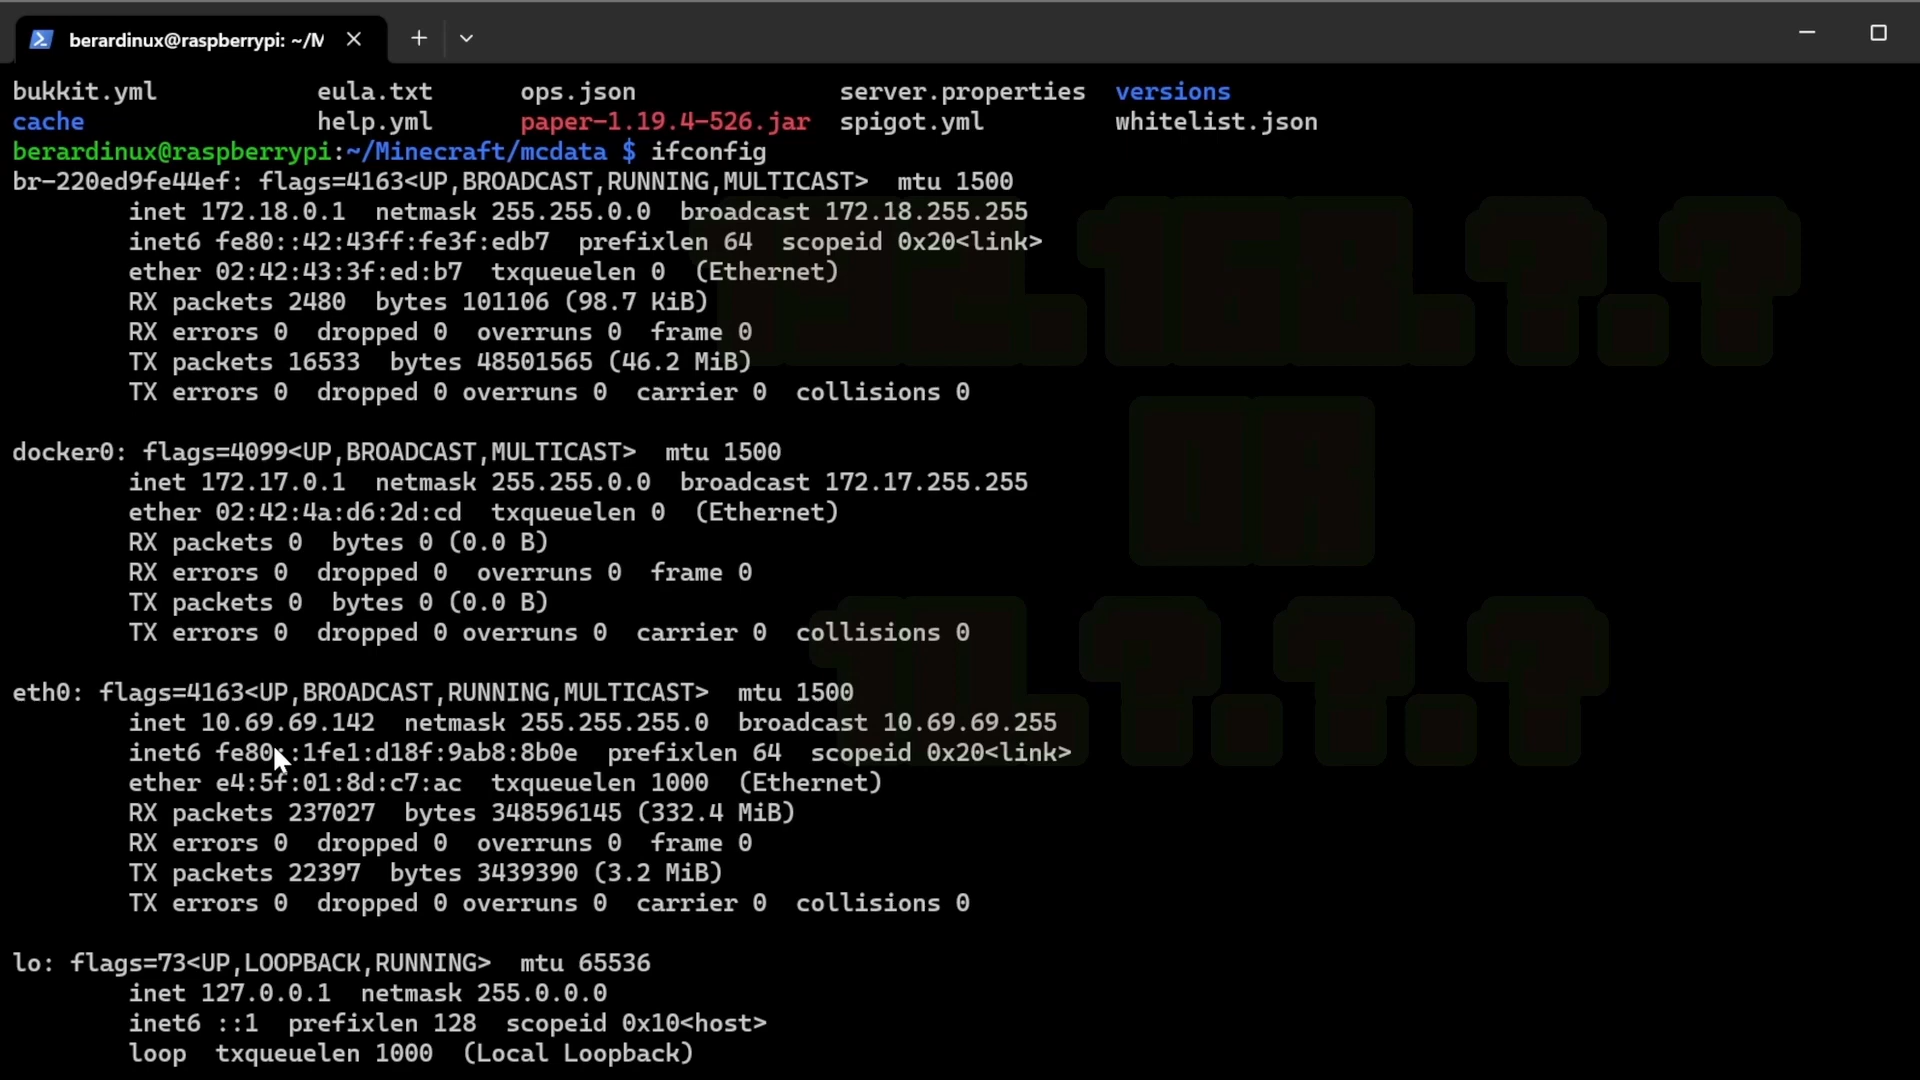 berardinux@raspberrypi: ~/M
bukkit.yml eula.txt ops.json server.properties versions
cache help.yml paper-1.19.4-526.jar spigot.yml whitelist.json
berardinux@raspberrypi:~/Minecraft/mcdata $ ifconfig
br-220ed9fe44ef: flags=4163<UP,BROADCAST,RUNNING,MULTICAST> mtu 1500
inet 172.18.0.1 netmask 255.255.0.0 broadcast 172.18.255.255
inet6 fe80::42:43ff:fe3f:edb7 prefixlen 64 scopeid 0x20<link>
ether 02:42:43:3f:ed:b7 txqueuelen 0 (Ethernet)
RX packets 2480 bytes 101106 (98.7 KiB)
RX errors 0 dropped 0 overruns 0 frame 0
TX packets 16533 bytes 48501565 (46.2 MiB)
TX errors 0 dropped 0 overruns 0 carrier 0 collisions 0
docker0: flags=4099<UP,BROADCAST,MULTICAST> mtu 1500
inet 172.17.0.1 netmask 255.255.0.0 broadcast 172.17.255.255
ether 02:42:4a:d6:2d:cd txqueuelen 0 (Ethernet)
RX packets 0 bytes 0 (0.0 B)
RX errors 0 dropped 0 overruns 0 frame 0
TX packets 0 bytes 0 (0.0 B)
TX errors 0 dropped 0 overruns 0 carrier 0 collisions 0
eth0: flags=4163<UP,BROADCAST,RUNNING,MULTICAST> mtu 1500
inet 10.69.69.142 netmask 255.255.255.0 broadcast 10.69.69.255
inet6 fe80::1fe1:d18f:9ab8:8b0e prefixlen 64 scopeid 0x20<link>
ether e4:5f:01:8d:c7:ac txqueuelen 1000 (Ethernet)
RX packets 237027 bytes 348596145 (332.4 MiB)
RX errors 0 dropped 0 overruns 0 frame 0
TX packets 22397 bytes 3439390 (3.2 MiB)
TX errors 0 dropped 0 overruns 0 carrier 0 collisions 0
lo: flags=73<UP,LOOPBACK,RUNNING> mtu 65536
inet 127.0.0.1 netmask 255.0.0.0
inet6 ::1 prefixlen 128 scopeid 0x10<host>
loop txqueuelen 1000 (Local Loopback)